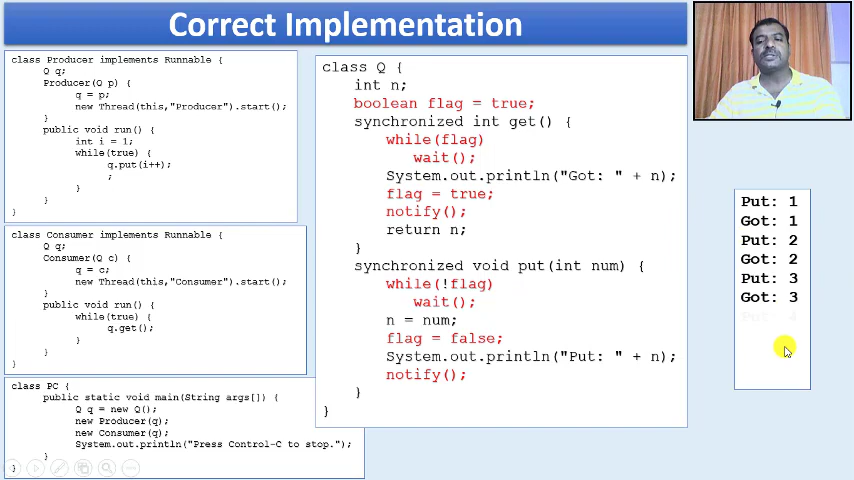 Correct Implementation
class Producer implements Runnable {
Q q;
Producer(Q p) {
q = p;
new Thread(this,"Producer").start();
}
public void run() {
int i = 1;
while(true) {
q.put(i++);
;
}
}
}
class Consumer implements Runnable {
Q q;
Consumer(Q c) {
q = c;
new Thread(this,"Consumer").start();
}
public void run() {
while(true) {
q.get();
}
}
}
class PC {
public static void main(String args[]) {
Q q = new Q();
new Producer(q);
new Consumer(q);
System.out.println("Press Control-C to stop.");
}
}
class Q {
int n;
boolean flag = true;
synchronized int get() {
while(flag)
wait();
System.out.println("Got: " + n);
flag = true;
notify();
return n;
}
synchronized void put(int num) {
while(!flag)
wait();
n = num;
flag = false;
System.out.println("Put: " + n);
notify();
}
}
Put: 1
Got: 1
Put: 2
Got: 2
Put: 3
Got: 3
Put: 4